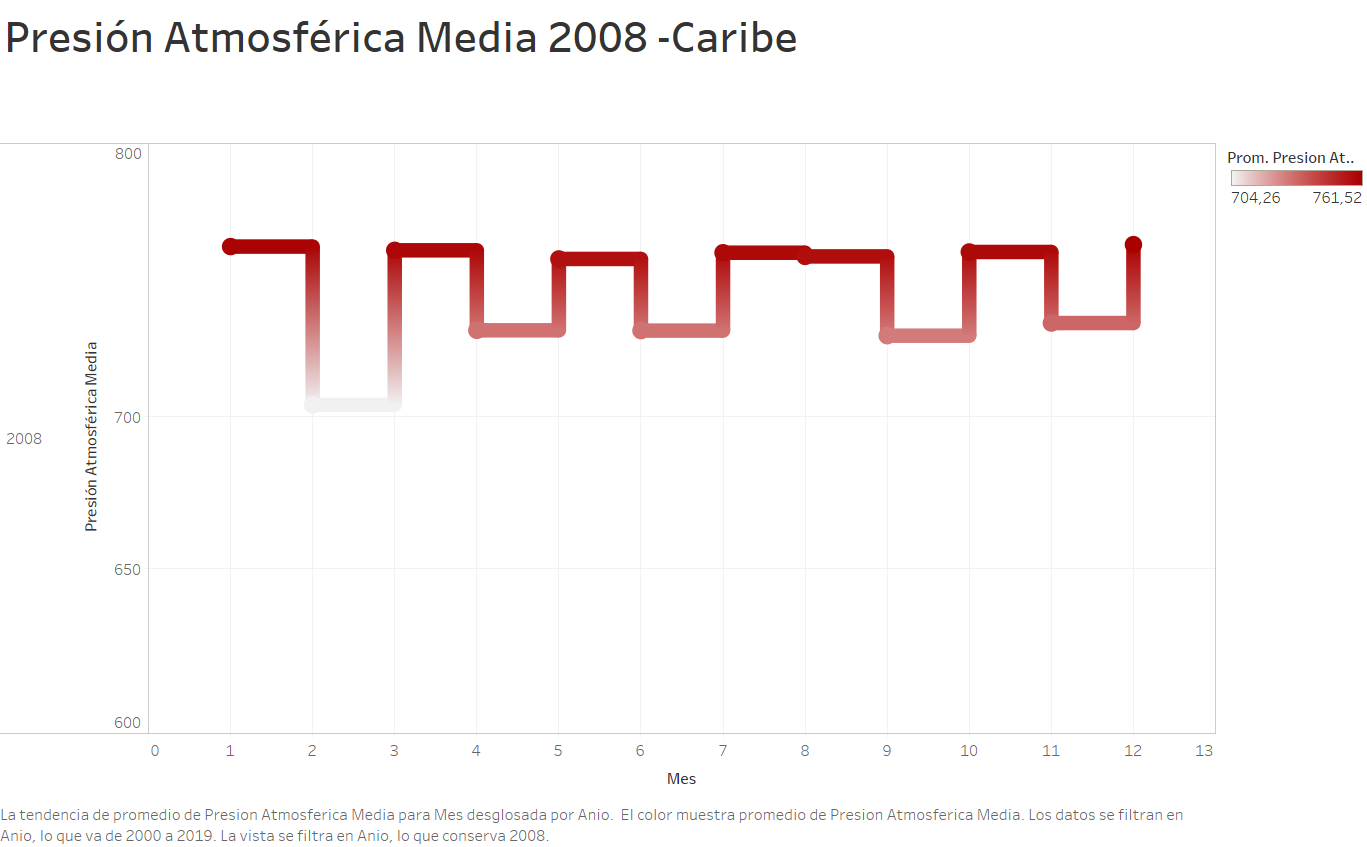 Presión Atmosférica Media 2008 -Caribe
Prom. Presion At..
704,26 761,52
800
700
650
600
2008
Presión Atmosférica Media
0 1 2 3 4 5 6 7 8 9 10 11 12 13
Mes
La tendencia de promedio de Presion Atmosferica Media para Mes desglosada por Anio.  El color muestra promedio de Presion Atmosferica Media. Los datos se filtran en
Anio, lo que va de 2000 a 2019. La vista se filtra en Anio, lo que conserva 2008.